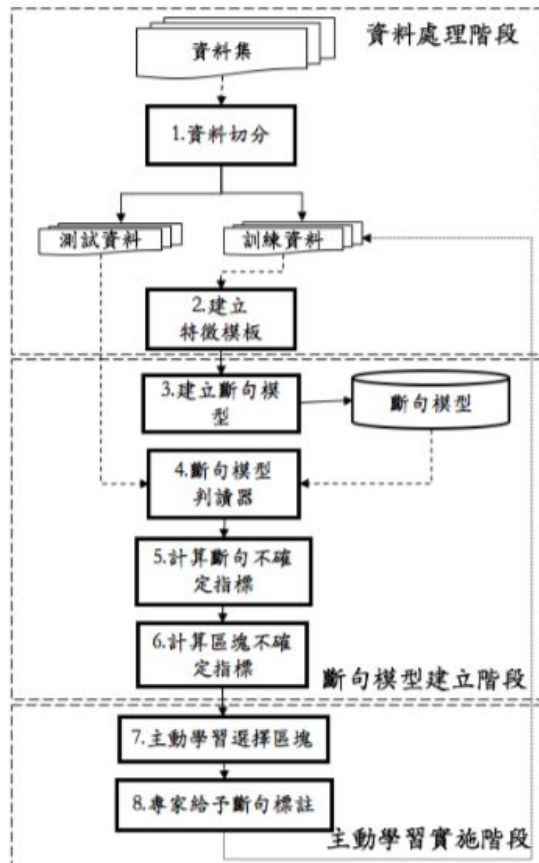 資料集
資料處理階段
1.資料切分
測試資料
訓練資料
2.建立
特徵模板
3.建立斷句模
型
斷句模型
4.斷句模型
判讀器
5.計算斷句不確
定指標
6.計算區塊不確
定指標
斷句模型建立階段
7.主動學習選擇區塊
8.專家給予斷句標註
主動學習實施階段